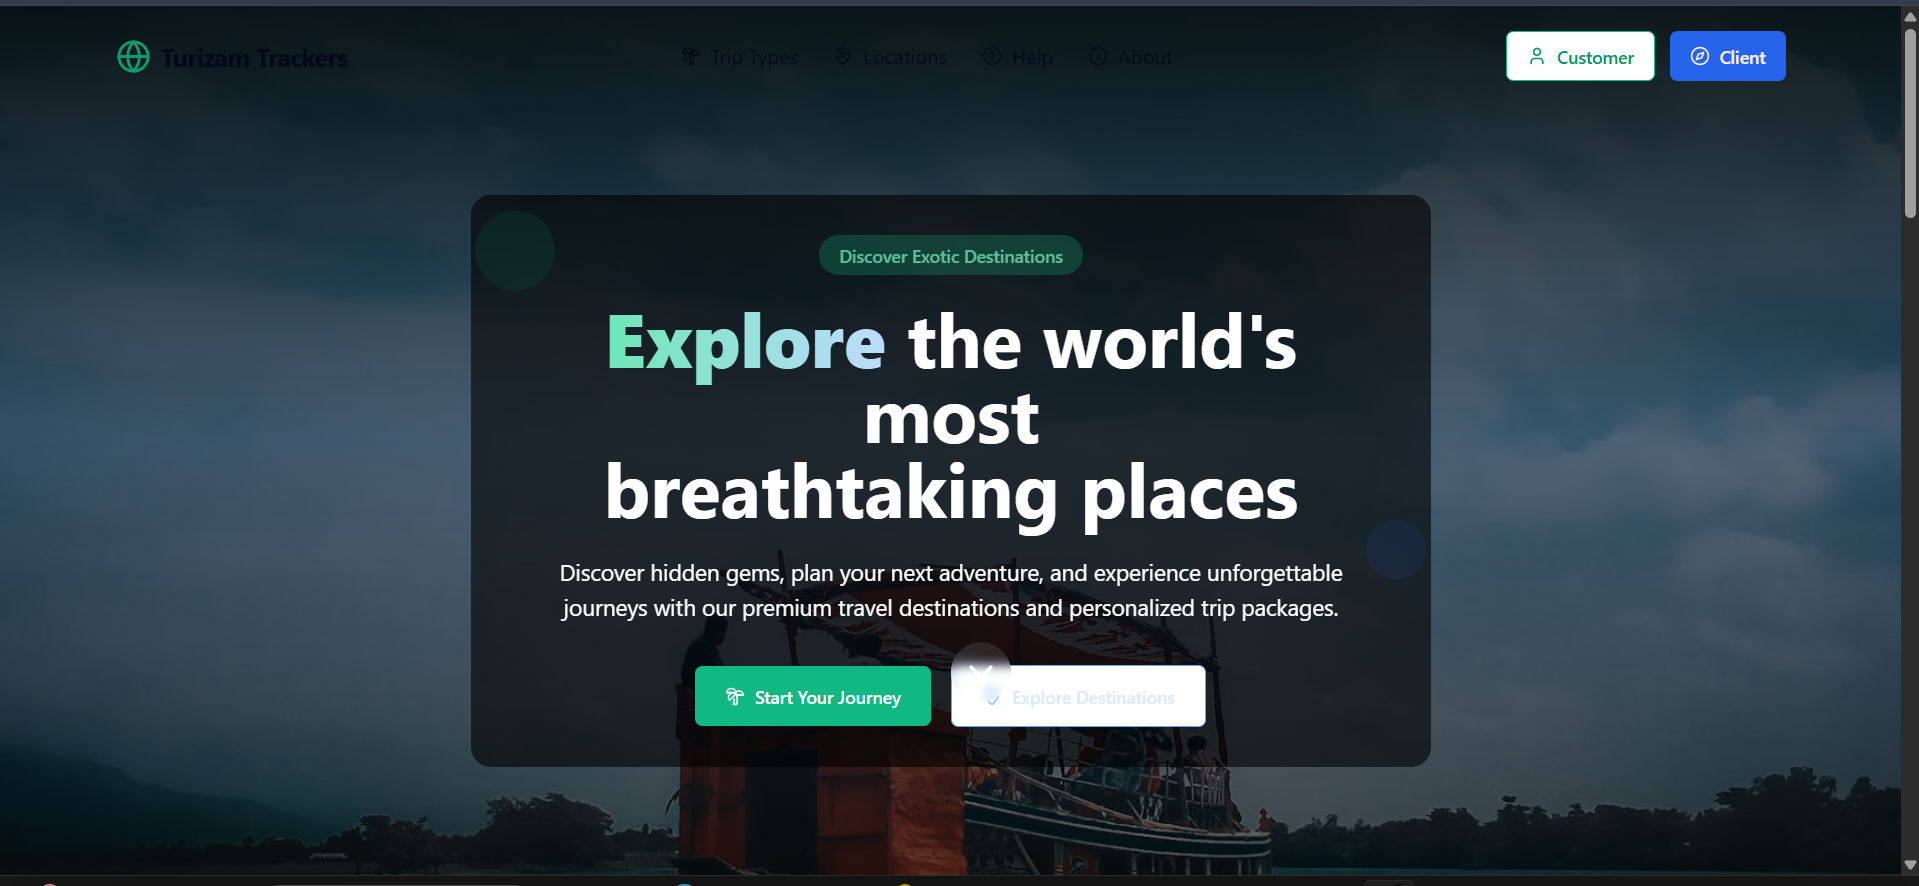 Turizam Trackers
Trip Types
Locations
Help
About
Customer
Client
Discover Exotic Destinations
Explore the world's
most
breathtaking places
Discover hidden gems, plan your next adventure, and experience unforgettable
journeys with our premium travel destinations and personalized trip packages.
Start Your Journey
Explore Destinations